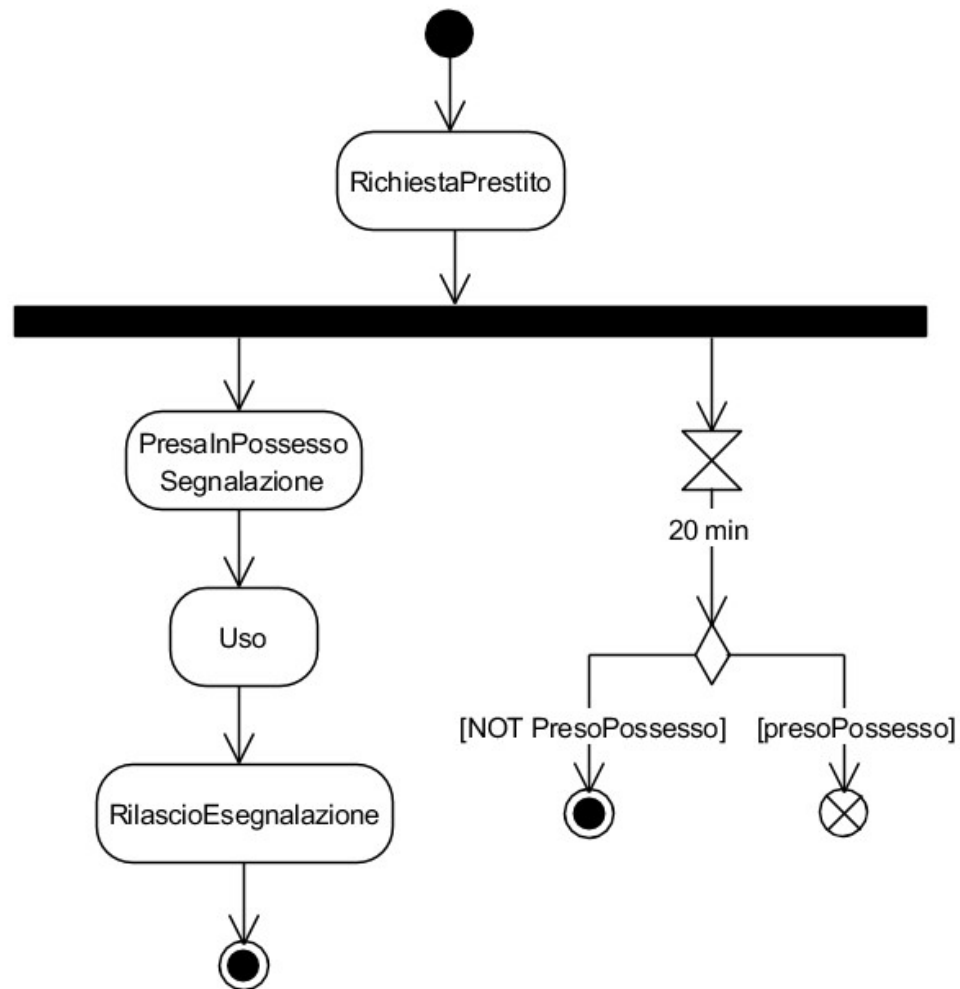 RichiestaPrestito
PresaInPossesso
Segnalazione
20 min
Uso
[NOT PresoPossesso]
[presoPossesso]
RilascioEsegnalazione